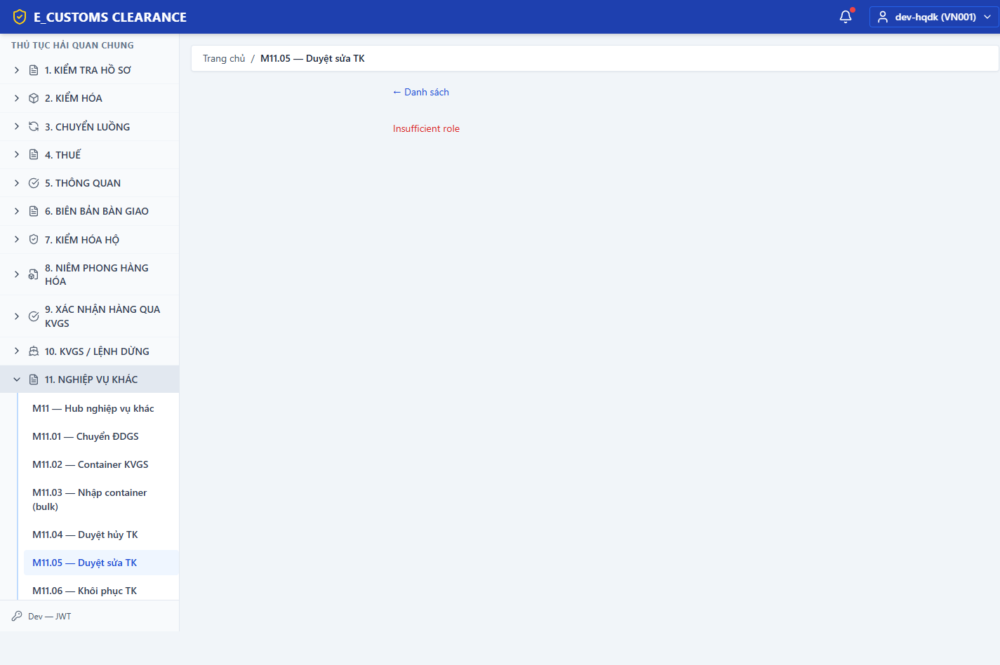 E_CUSTOMS CLEARANCE
dev-hqdk (VN001)
THỦ TỤC HẢI QUAN CHUNG
1. KIỂM TRA HỒ SƠ
2. KIỂM HÓA
3. CHUYỂN LUỒNG
4. THUẾ
5. THÔNG QUAN
6. BIÊN BẢN BÀN GIAO
7. KIỂM HÓA HỘ
8. NIÊM PHONG HÀNG
HÓA
9. XÁC NHẬN HÀNG QUA
KVGS
10. KVGS / LỆNH DỪNG
11. NGHIỆP VỤ KHÁC
M11 — Hub nghiệp vụ khác
M11.01 — Chuyển ĐDGS
M11.02 — Container KVGS
M11.03 — Nhập container
(bulk)
M11.04 — Duyệt hủy TK
M11.05 — Duyệt sửa TK
M11.06 — Khôi phục TK
Dev — JWT
Trang chủ / M11.05 — Duyệt sửa TK
← Danh sách
Insufficient role